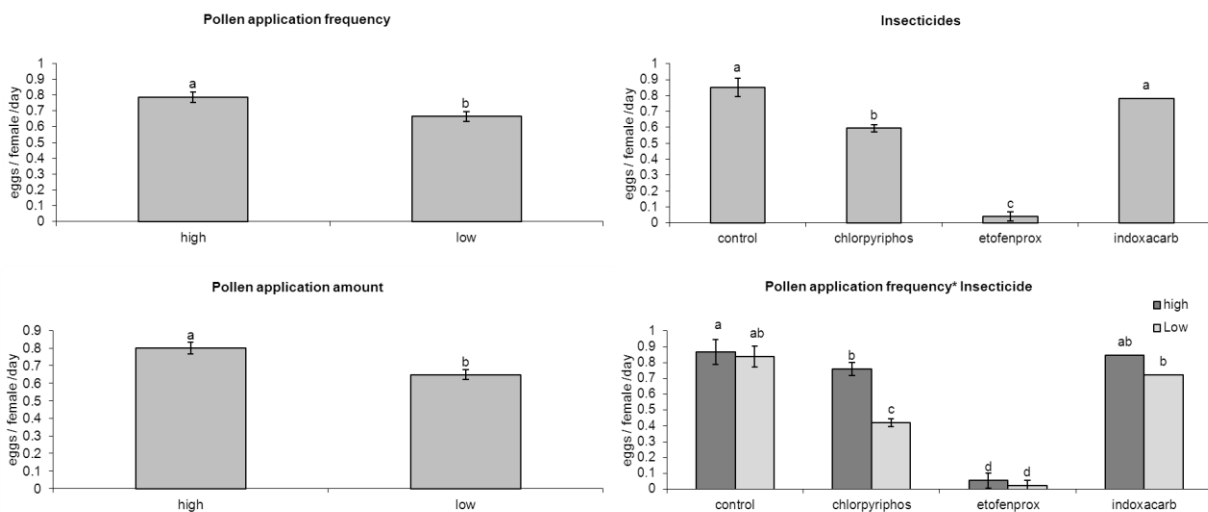 Pollen application frequency
eggs / female /day
1
0.9
0.8
0.7
0.6
0.5
0.4
0.3
0.2
0.1
0
a
b
high
low
Insecticides
eggs / female /day
1
0.9
0.8
0.7
0.6
0.5
0.4
0.3
0.2
0.1
0
a
b
c
a
control
chlorpyriphos
etofenprox
indoxacarb
Pollen application amount
eggs / female /day
0.9
0.8
0.7
0.6
0.5
0.4
0.3
0.2
0.1
0
a
b
high
low
Pollen application frequency* Insecticide
high
Low
eggs / female /day
1
0.9
0.8
0.7
0.6
0.5
0.4
0.3
0.2
0.1
0
a
ab
b
c
d
d
ab
b
control
chlorpyriphos
etofenprox
indoxacarb